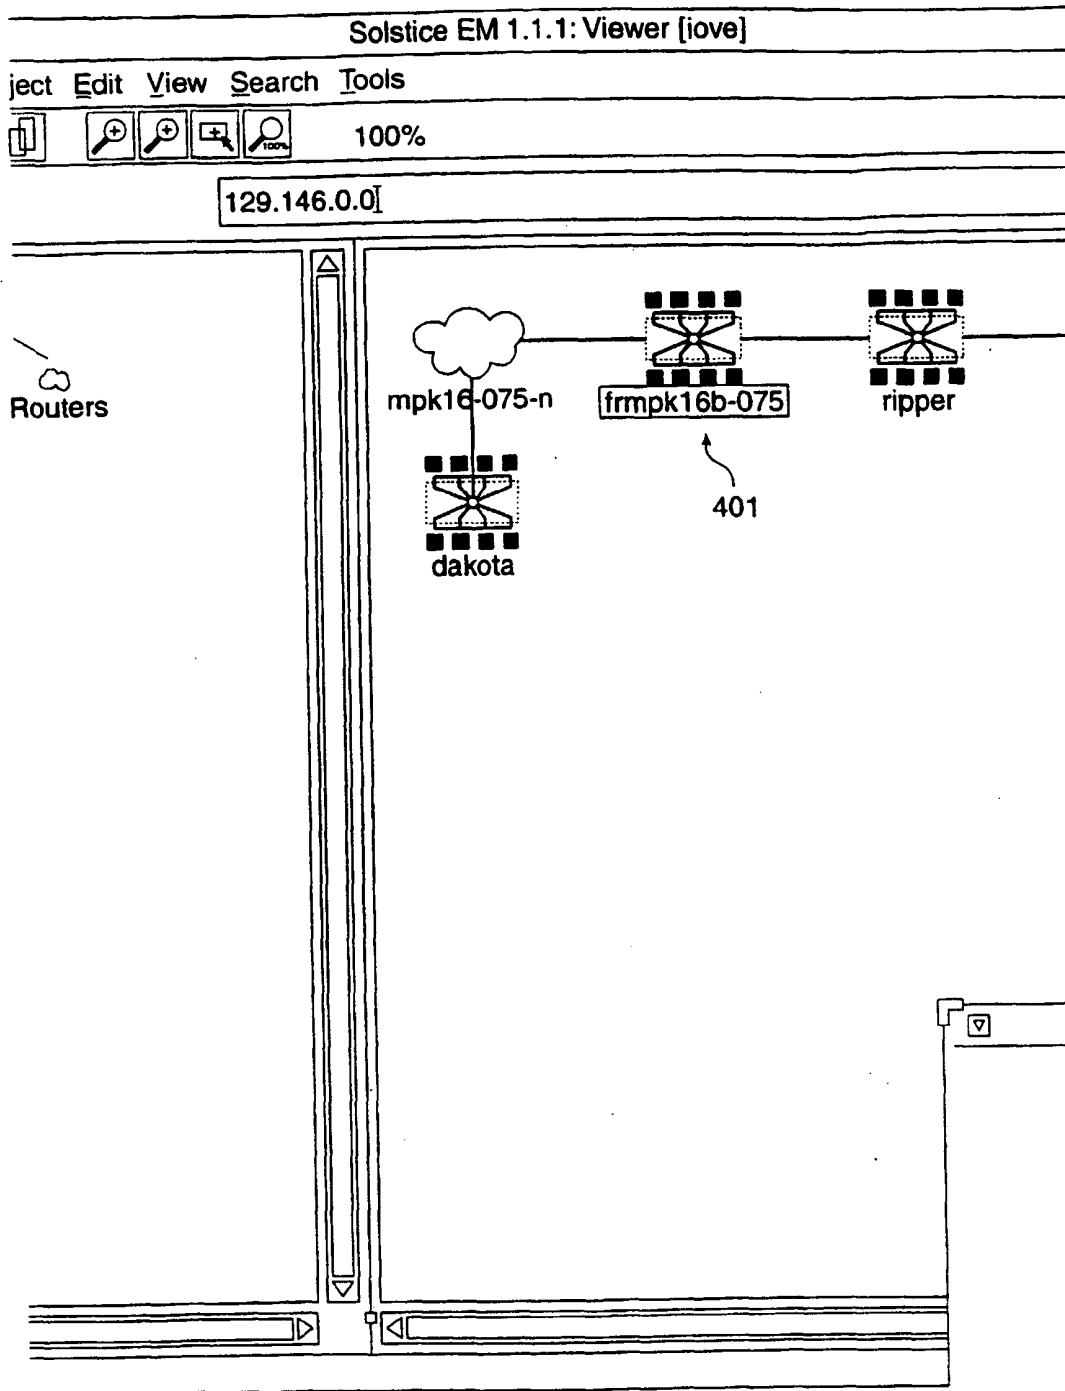 Solstice EM 1.1.1: Viewer [iove]
ject Edit View Search Tools
100%
100%
129.146.0.0
Routers
mpk16-075-n
frmpk16b-075
ripper
401
dakota